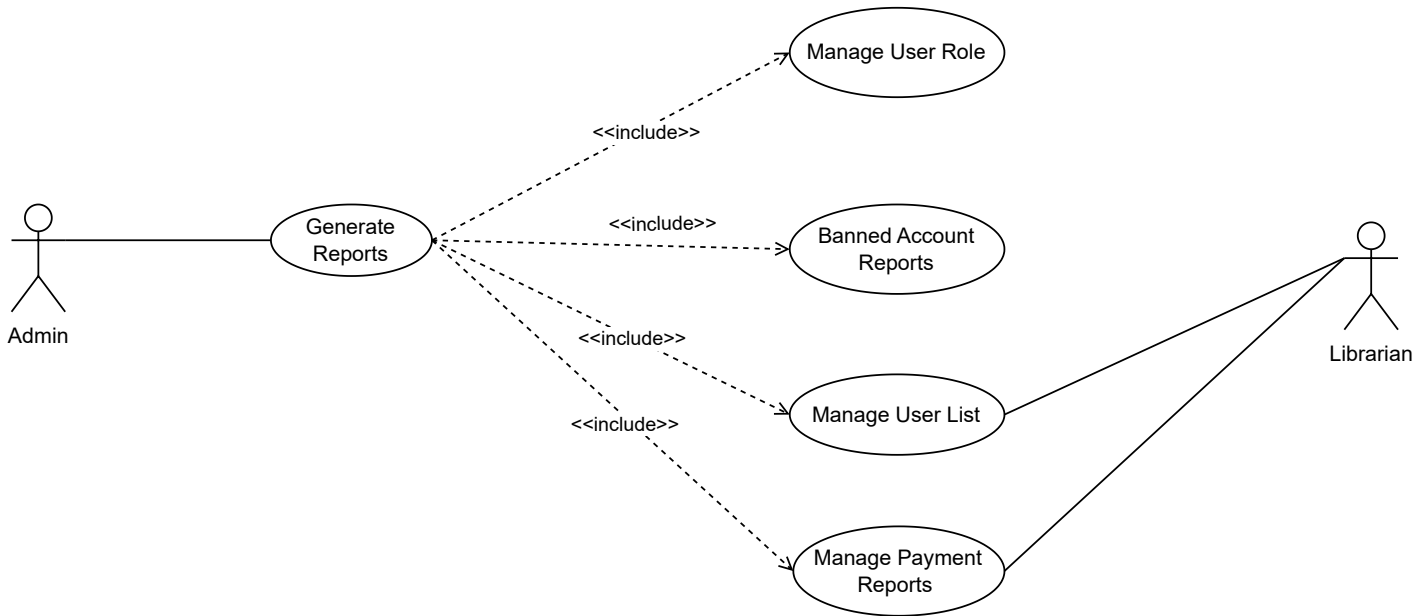 Manage User Role
<<include>>
<<include>>
Generate
Reports
Banned Account
Reports
Admin
<<include>>
Librarian
Manage User List
<<include>>
Manage Payment
Reports